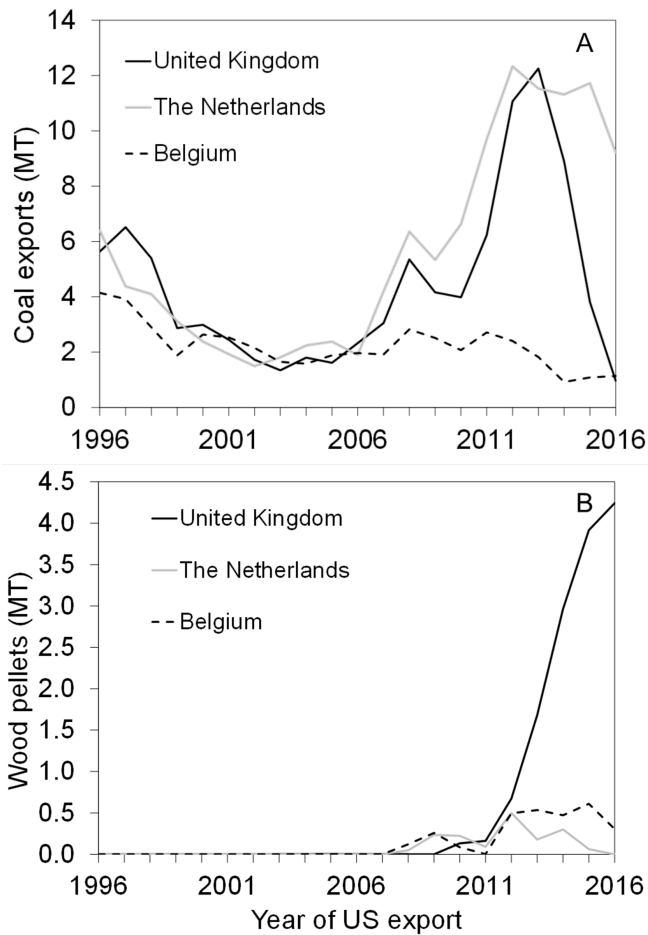 14
A
United Kingdom
12
The Netherlands
10
Belgium
8
6
4
2
0
Coal exports (MT)
1996 2001 2006 2011 2016
4.5
B
United Kingdom
4.0
3.5
The Netherlands
3.0
Belgium
2.5
2.0
1.5
1.0
0.5
0.0
Wood pellets (MT)
1996 2001 2006 2011 2016
Year of US export